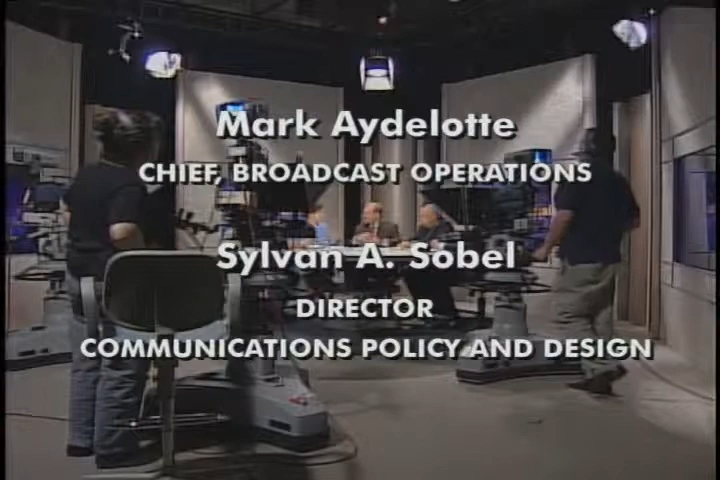 Mark Aydelotte
CHIEF, BROADCAST OPERATIONS
Sylvan A. Sobel
DIRECTOR
COMMUNICATIONS POLICY AND DESIGN